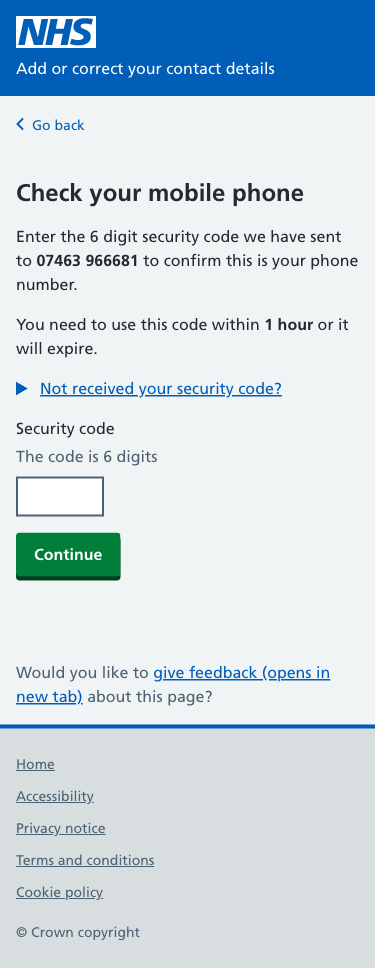 NHS
Add or correct your contact details
Go back
Check your mobile phone
Enter the 6 digit security code we have sent
to 07463 966681 to confirm this is your phone
number.
You need to use this code within 1 hour or it
will expire.
Not received your security code?
Security code
The code is 6 digits
Continue
Would you like to give feedback (opens in
new tab) about this page?
Home
Accessibility
Privacy notice
Terms and conditions
Cookie policy
© Crown copyright